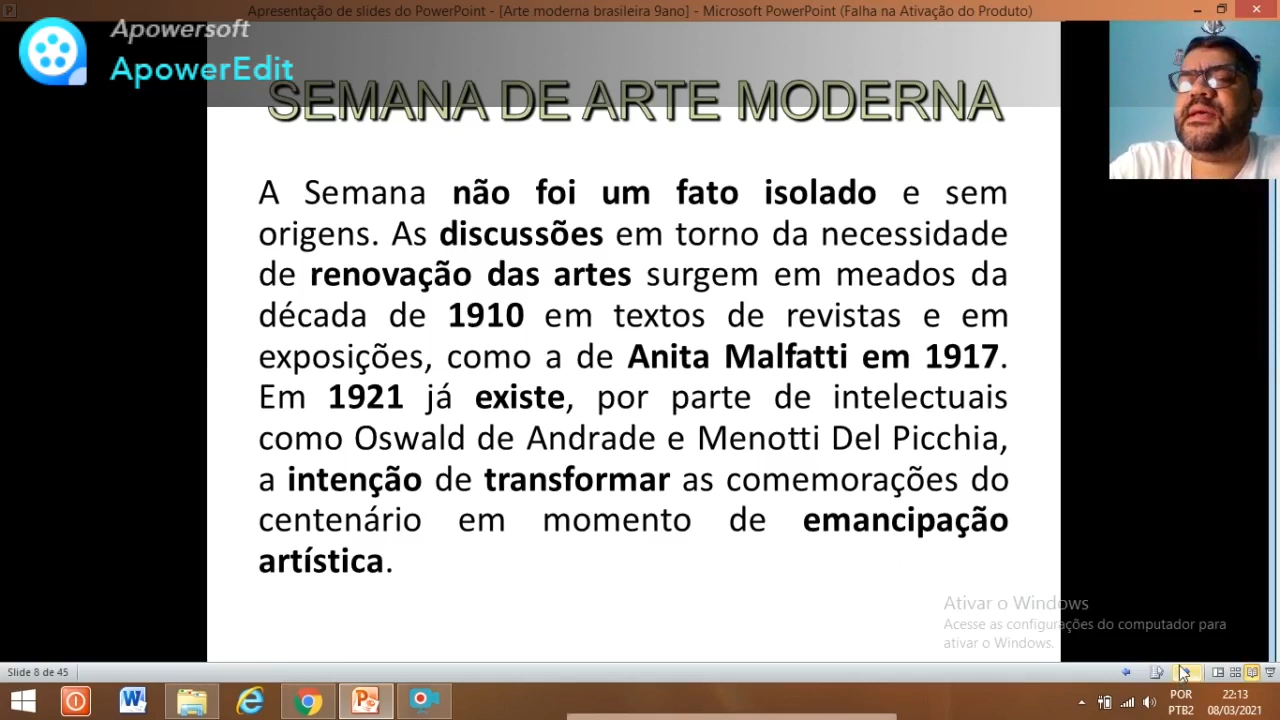 Apresentação de slides do PowerPoint - [Arte moderna brasileira 9ano] - Microsoft PowerPoint (Falha na Ativação do Produto)
Apowersoft
ApowerEdit
SEMANA DE ARTE MODERNA
A Semana não foi um fato isolado e sem
origens. As discussões em torno da necessidade
de renovação das artes surgem em meados da
década de 1910 em textos de revistas e em
exposições, como a de Anita Malfatti em 1917.
Em 1921 já existe, por parte de intelectuais
como Oswald de Andrade e Menotti Del Picchia,
a intenção de transformar as comemorações do
centenário em momento de emancipação
artística.
Ativar o Windows
Acesse as configurações do computador para
ativar o Windows.
Slide 8 de 45
POR
PTB2
22:13
08/03/2021